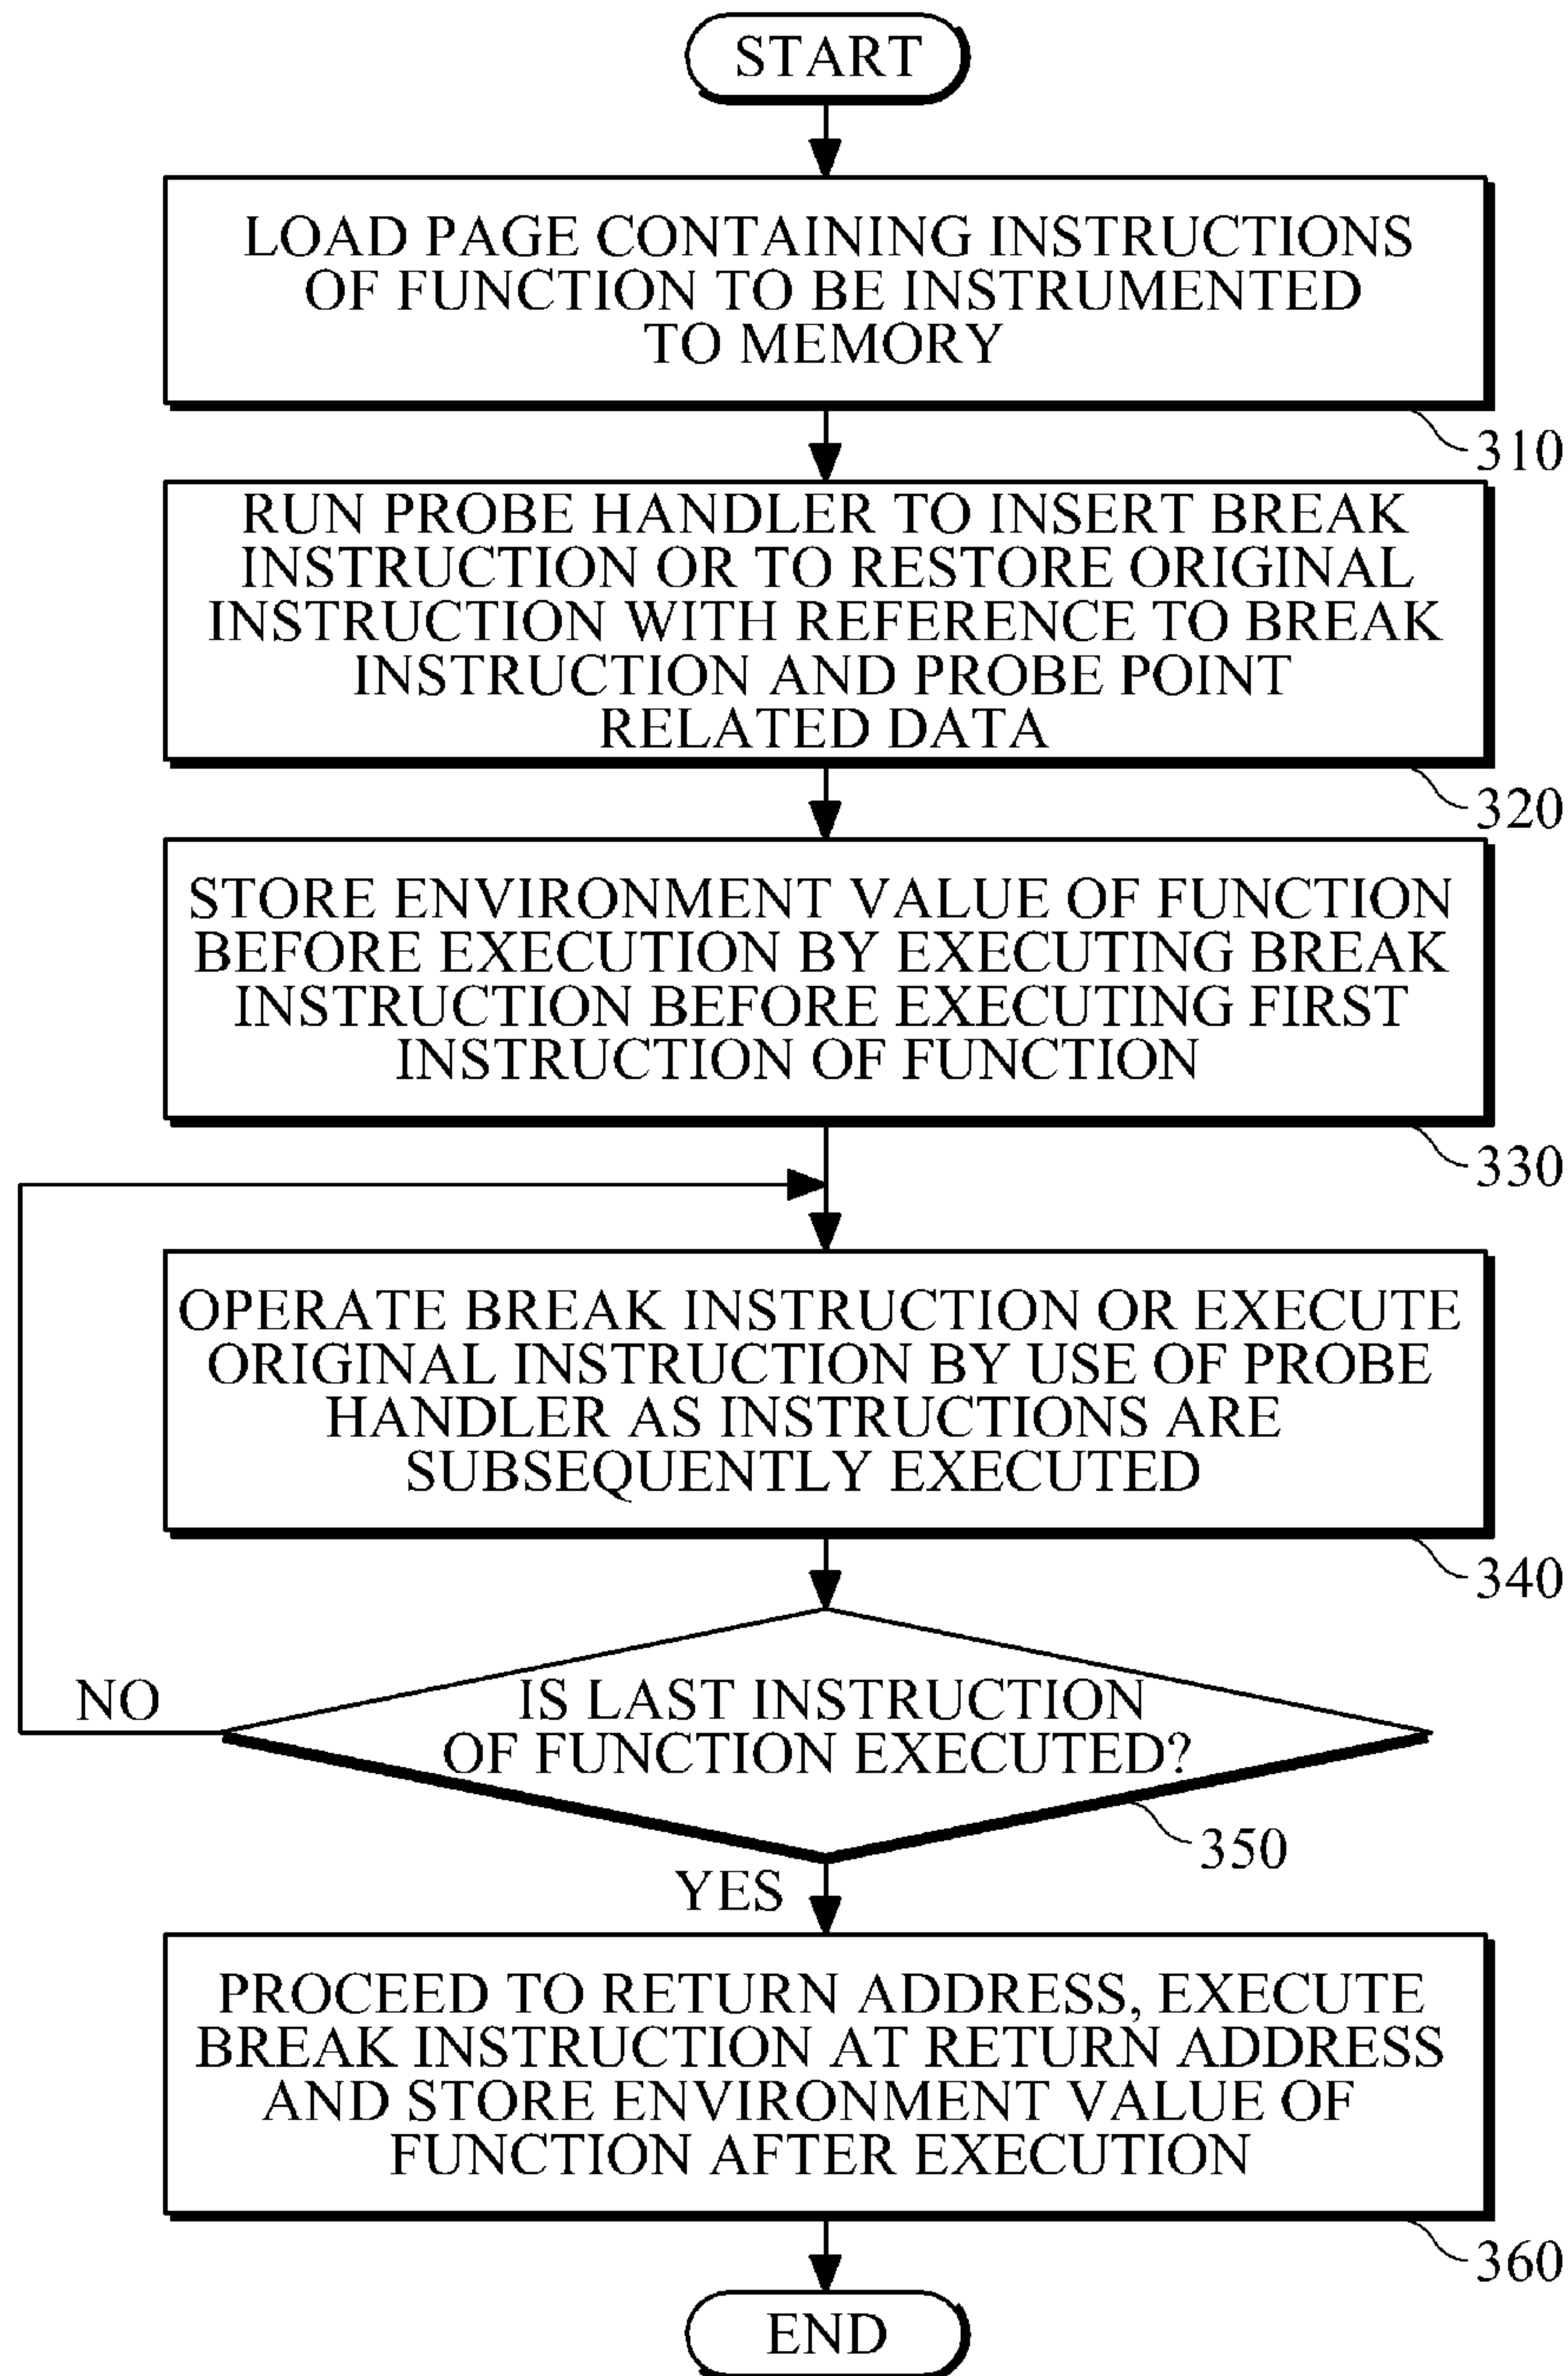 START
LOAD PAGE CONTAINING INSTRUCTIONS
OF FUNCTION TO BE INSTRUMENTED
TO MEMORY
310
RUN PROBE HANDLER TO INSERT BREAK
INSTRUCTION OR TO RESTORE ORIGINAL
INSTRUCTION WITH REFERENCE TO BREAK
INSTRUCTION AND PROBE POINT
RELATED DATA
320
STORE ENVIRONMENT VALUE OF FUNCTION
BEFORE EXECUTION BY EXECUTING BREAK
INSTRUCTION BEFORE EXECUTING FIRST
INSTRUCTION OF FUNCTION
330
OPERATE BREAK INSTRUCTION OR EXECUTE
ORIGINAL INSTRUCTION BY USE OF PROBE
HANDLER AS INSTRUCTIONS ARE
SUBSEQUENTLY EXECUTED
340
IS LAST INSTRUCTION
OF FUNCTION EXECUTED?
NO
350
YES
PROCEED TO RETURN ADDRESS, EXECUTE
BREAK INSTRUCTION AT RETURN ADDRESS
AND STORE ENVIRONMENT VALUE OF
FUNCTION AFTER EXECUTION
360
END